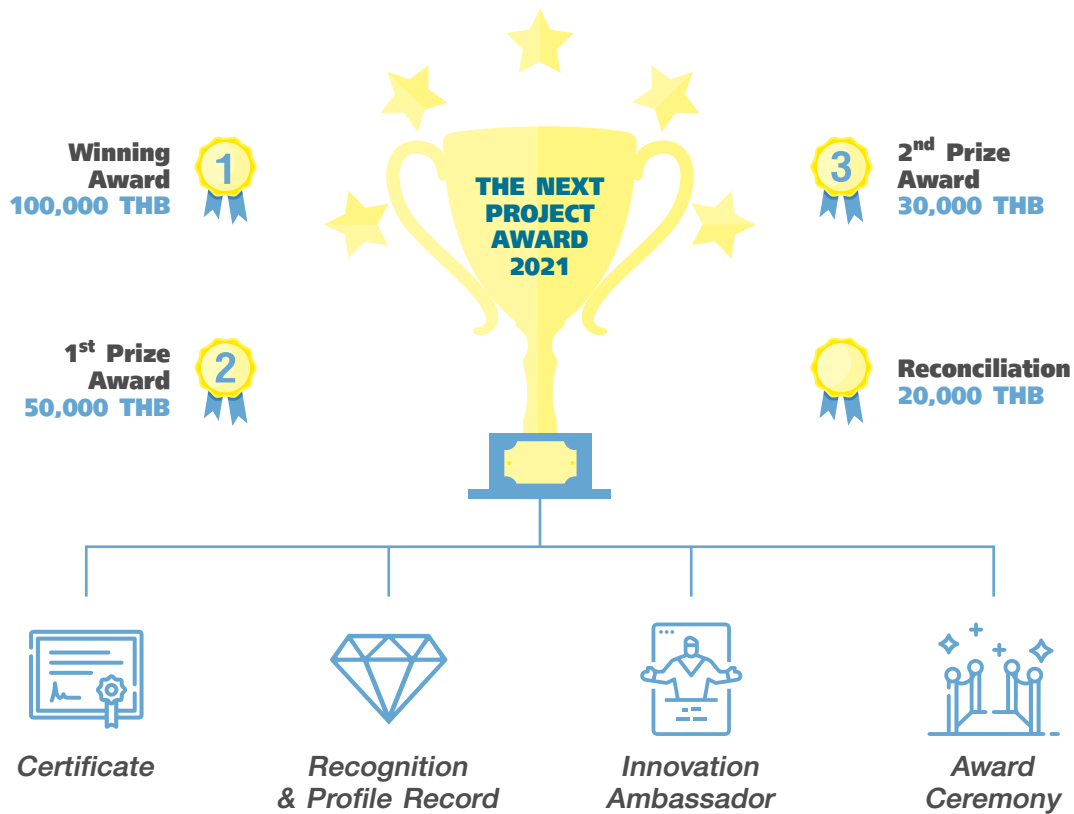 THE NEXT
PROJECT
AWARD
2021
Winning
Award
100,000 THB
1
1st Prize
Award
50,000 THB
2
3
2nd Prize
Award
30,000 THB
Reconciliation
20,000 THB
Certificate
Recognition
& Profile Record
Innovation
Ambassador
Award
Ceremony